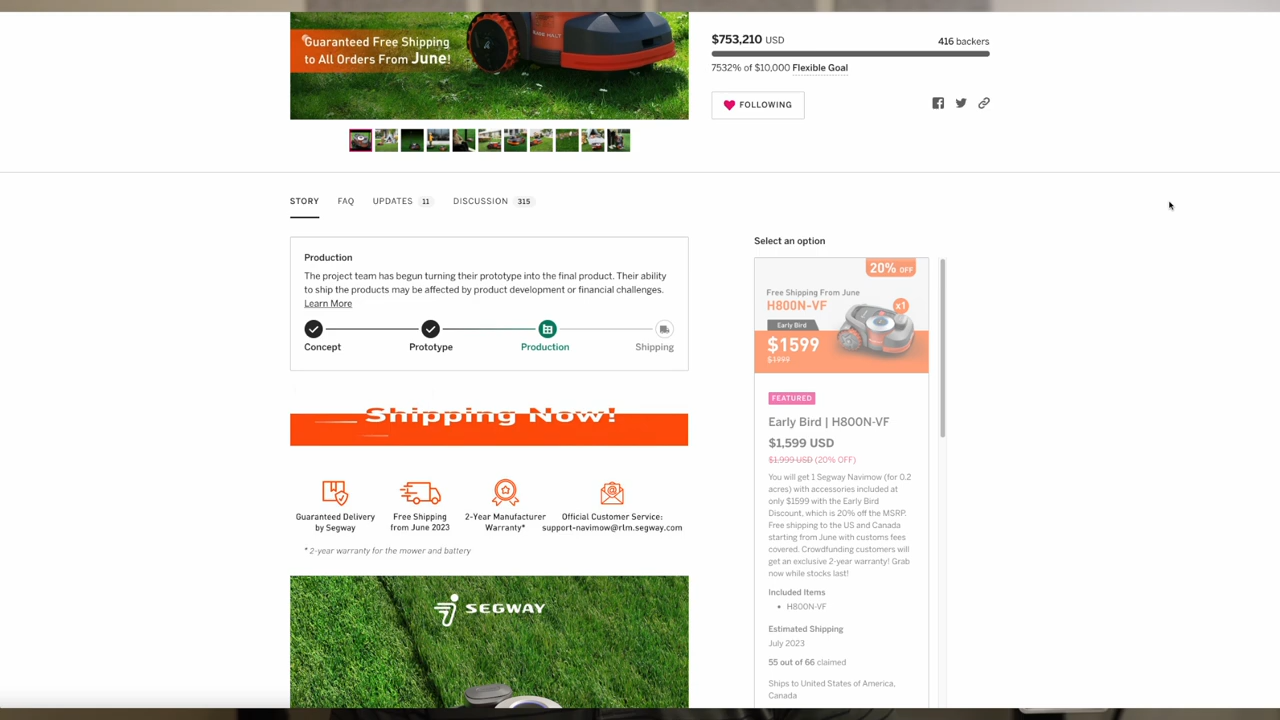 Guaranteed Free Shipping
to All Orders From June!
$753,210 USD
416 backers
7532% of $10,000 Flexible Goal
FOLLOWING
STORY
FAQ
UPDATES 11
DISCUSSION 315
Production
The project team has begun turning their prototype into the final product. Their ability
to ship the products may be affected by product development or financial challenges.
Learn More
Concept
Prototype
Production
Shipping
Shipping Now!
Guaranteed Delivery
by Segway
Free Shipping
from June 2023
2-Year Manufacturer
Warranty*
Official Customer Service:
support-navimow@rlm.segway.com
* 2-year warranty for the mower and battery
SEGWAY
Select an option
20% OFF
Free Shipping From June
H800N-VF
x1
Early Bird
$1599
$1999
FEATURED
Early Bird | H800N-VF
$1,599 USD
$1,999 USD (20% OFF)
You will get 1 Segway Navimow (for 0.2
acres) with accessories included at
only $1599 with the Early Bird
Discount, which is 20% off the MSRP.
Free shipping to the US and Canada
starting from June with customs fees
covered. Crowdfunding customers will
get an exclusive 2-year warranty! Grab
now while stocks last!
Included Items
• H800N-VF
Estimated Shipping
July 2023
55 out of 66 claimed
Ships to United States of America,
Canada